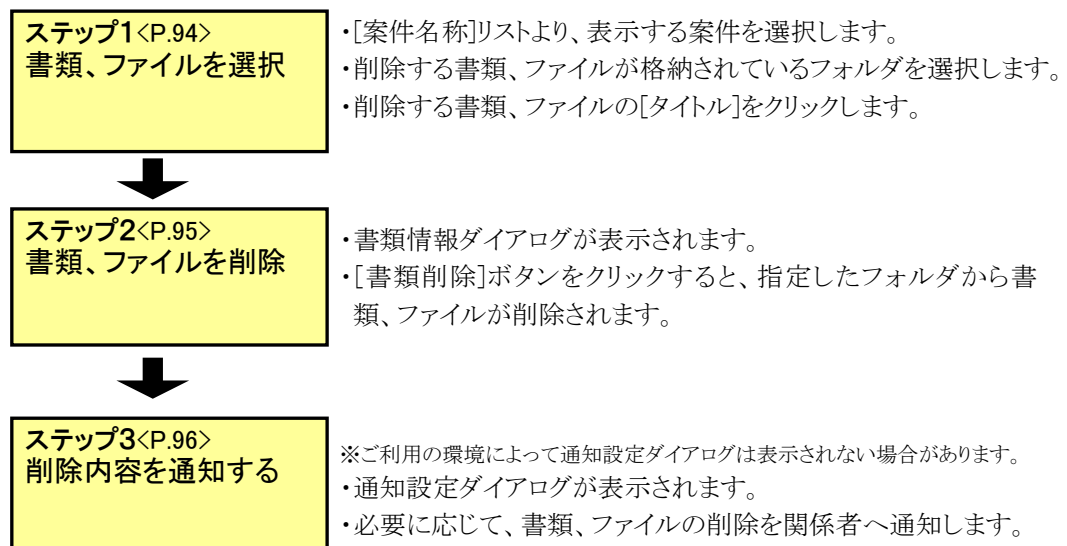 ステップ1<P.94>
書類、ファイルを選択
・[案件名称]リストより、表示する案件を選択します。
・削除する書類、ファイルが格納されているフォルダを選択します。
・削除する書類、ファイルの[タイトル]をクリックします。
ステップ2<P.95>
書類、ファイルを削除
・書類情報ダイアログが表示されます。
・[書類削除]ボタンをクリックすると、指定したフォルダから書
類、ファイルが削除されます。
ステップ3<P.96>
削除内容を通知する
※ご利用の環境によって通知設定ダイアログは表示されない場合があります。
・通知設定ダイアログが表示されます。
・必要に応じて、書類、ファイルの削除を関係者へ通知します。